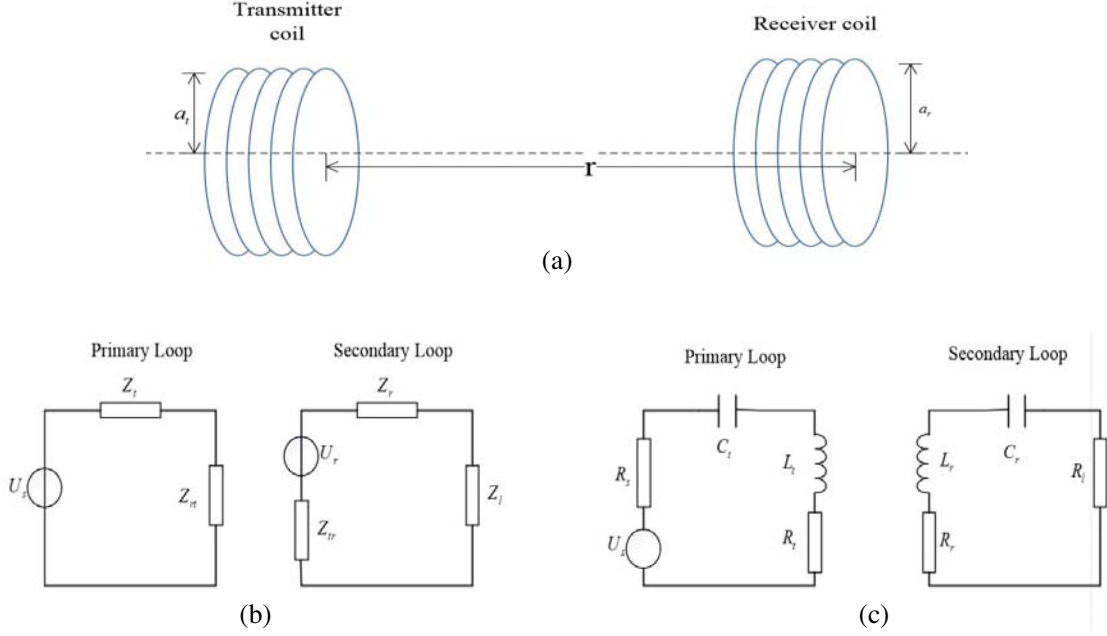 Transmitter
coil
Receiver coil
a_t
a_r
r
(a)
Primary Loop
Secondary Loop
Z_t
Z_r
U_s
U_r
Z_rt
Z_tr
Z_l
(b)
Primary Loop
Secondary Loop
C_t
C_r
R_s
L_t
L_r
R_l
U_s
R_t
R_r
(c)